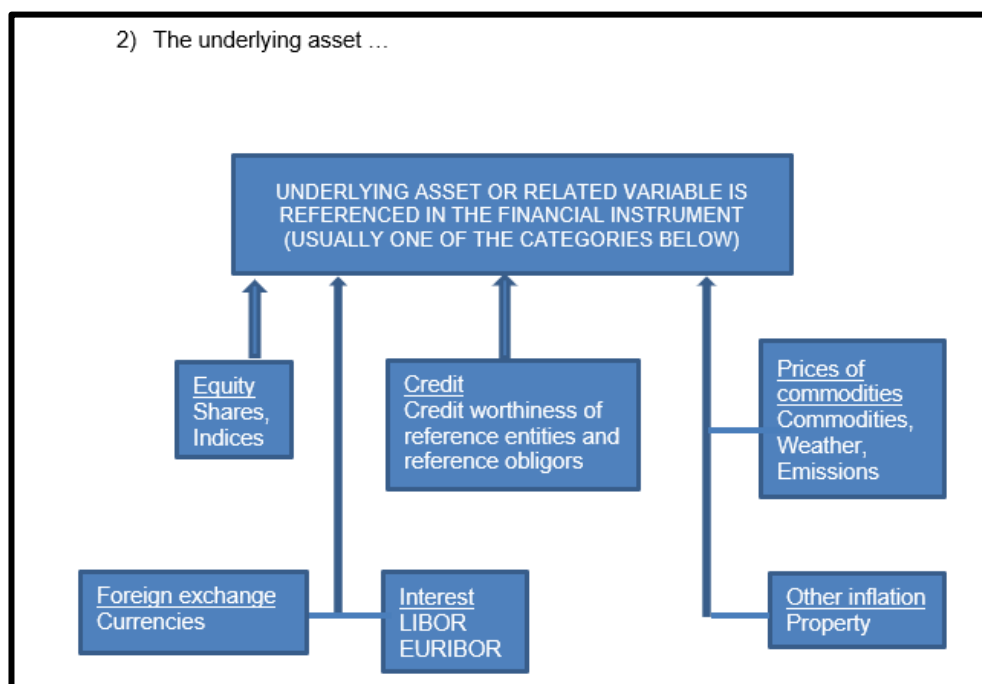 2) The underlying asset …
UNDERLYING ASSET OR RELATED VARIABLE IS
REFERENCED IN THE FINANCIAL INSTRUMENT
(USUALLY ONE OF THE CATEGORIES BELOW)
Equity
Shares,
Indices
Credit
Credit worthiness of
reference entities and
reference obligors
Prices of
commodities
Commodities,
Weather,
Emissions
Foreign exchange
Currencies
Interest
LIBOR
EURIBOR
Other inflation
Property